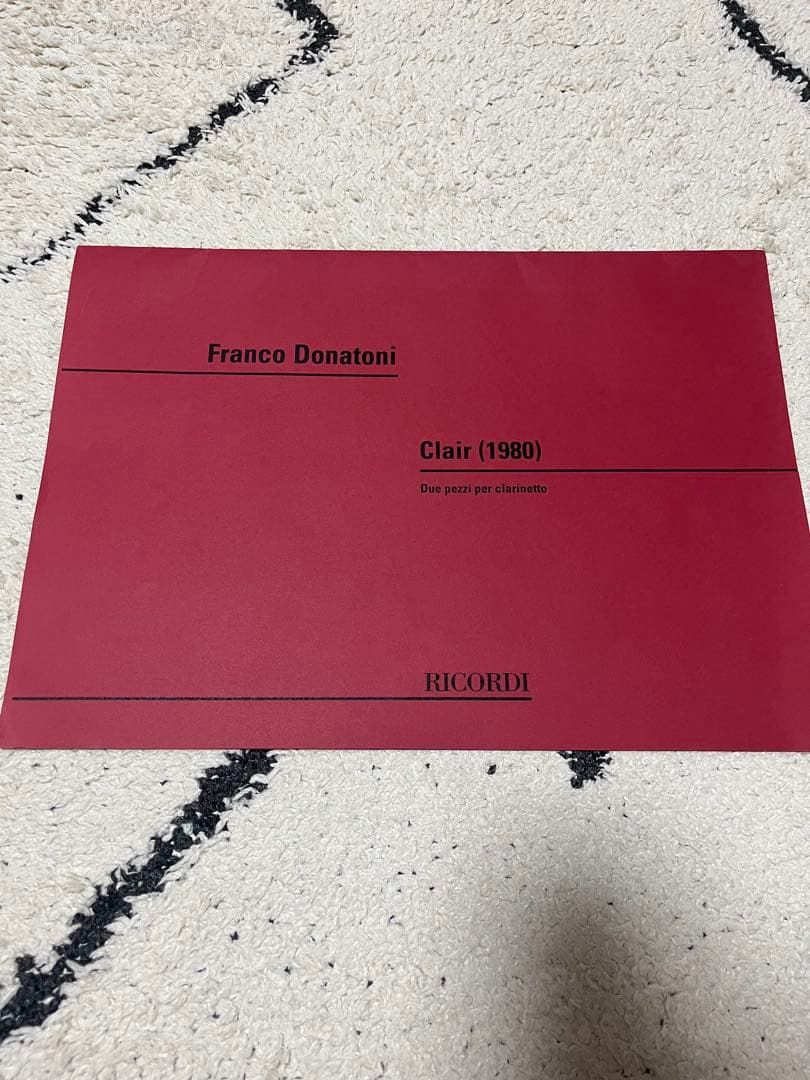 Franco Donatoni
Clair (1980)
Due pezzi per clarinetto
RICORDI